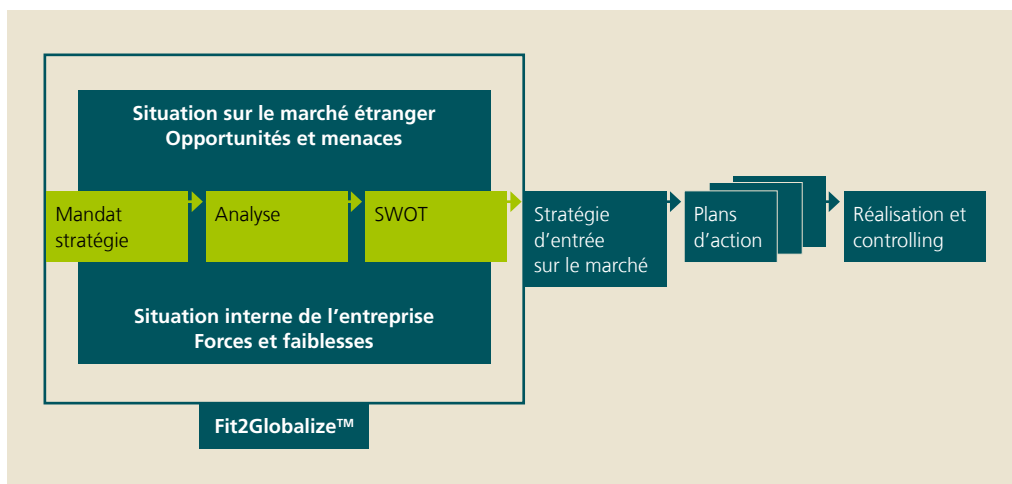 Situation sur le marché étranger
Opportunités et menaces
Mandat
stratégie
Analyse
SWOT
Stratégie
d’entrée
sur le marché
Plans
d’action
Réalisation et
controlling
Situation interne de l’entreprise
Forces et faiblesses
Fit2Globalize™